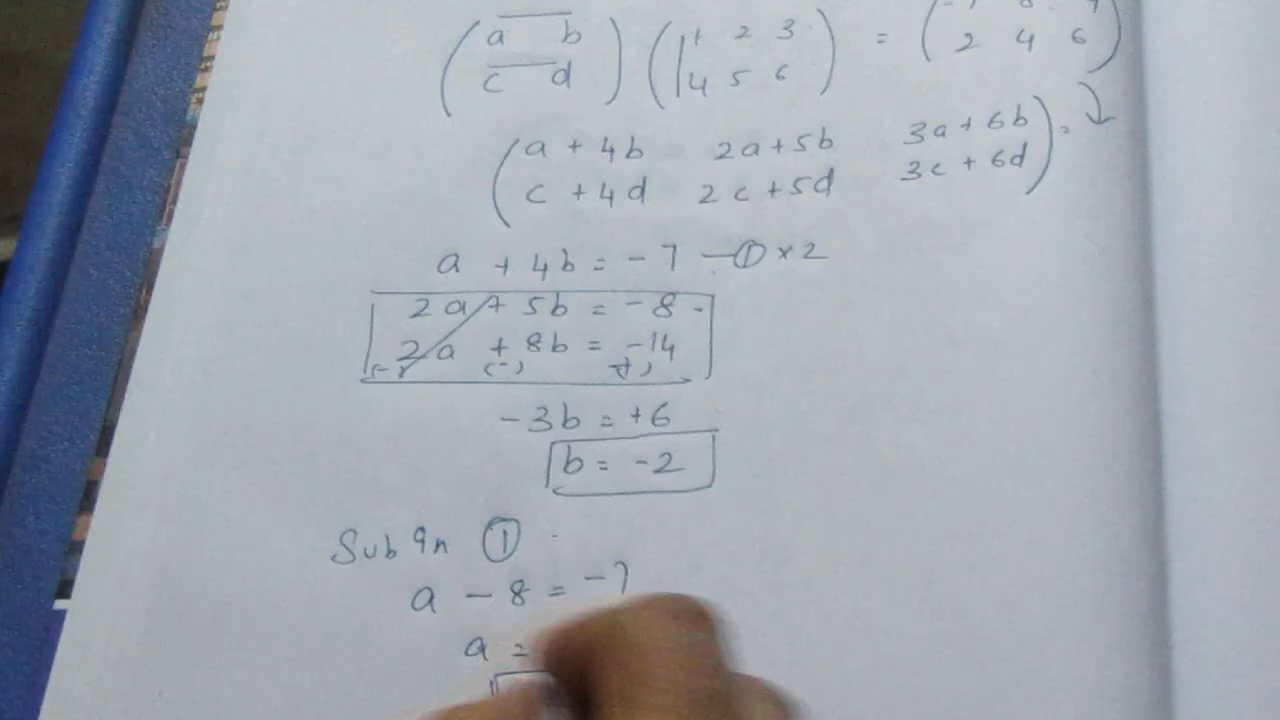 a b 1 2 3 =
c d 4 5 6 2 4 6
a + 4b 2a + 5b 3a + 6b =
c + 4d 2c + 5d 3c + 6d
a + 4b = - 7 — ① × 2
2a + 5b = - 8 -
2a + 8b = -14
(-) (-) (+)
-3b = +6
b = -2
Sub in ①
a - 8 = -7
a =